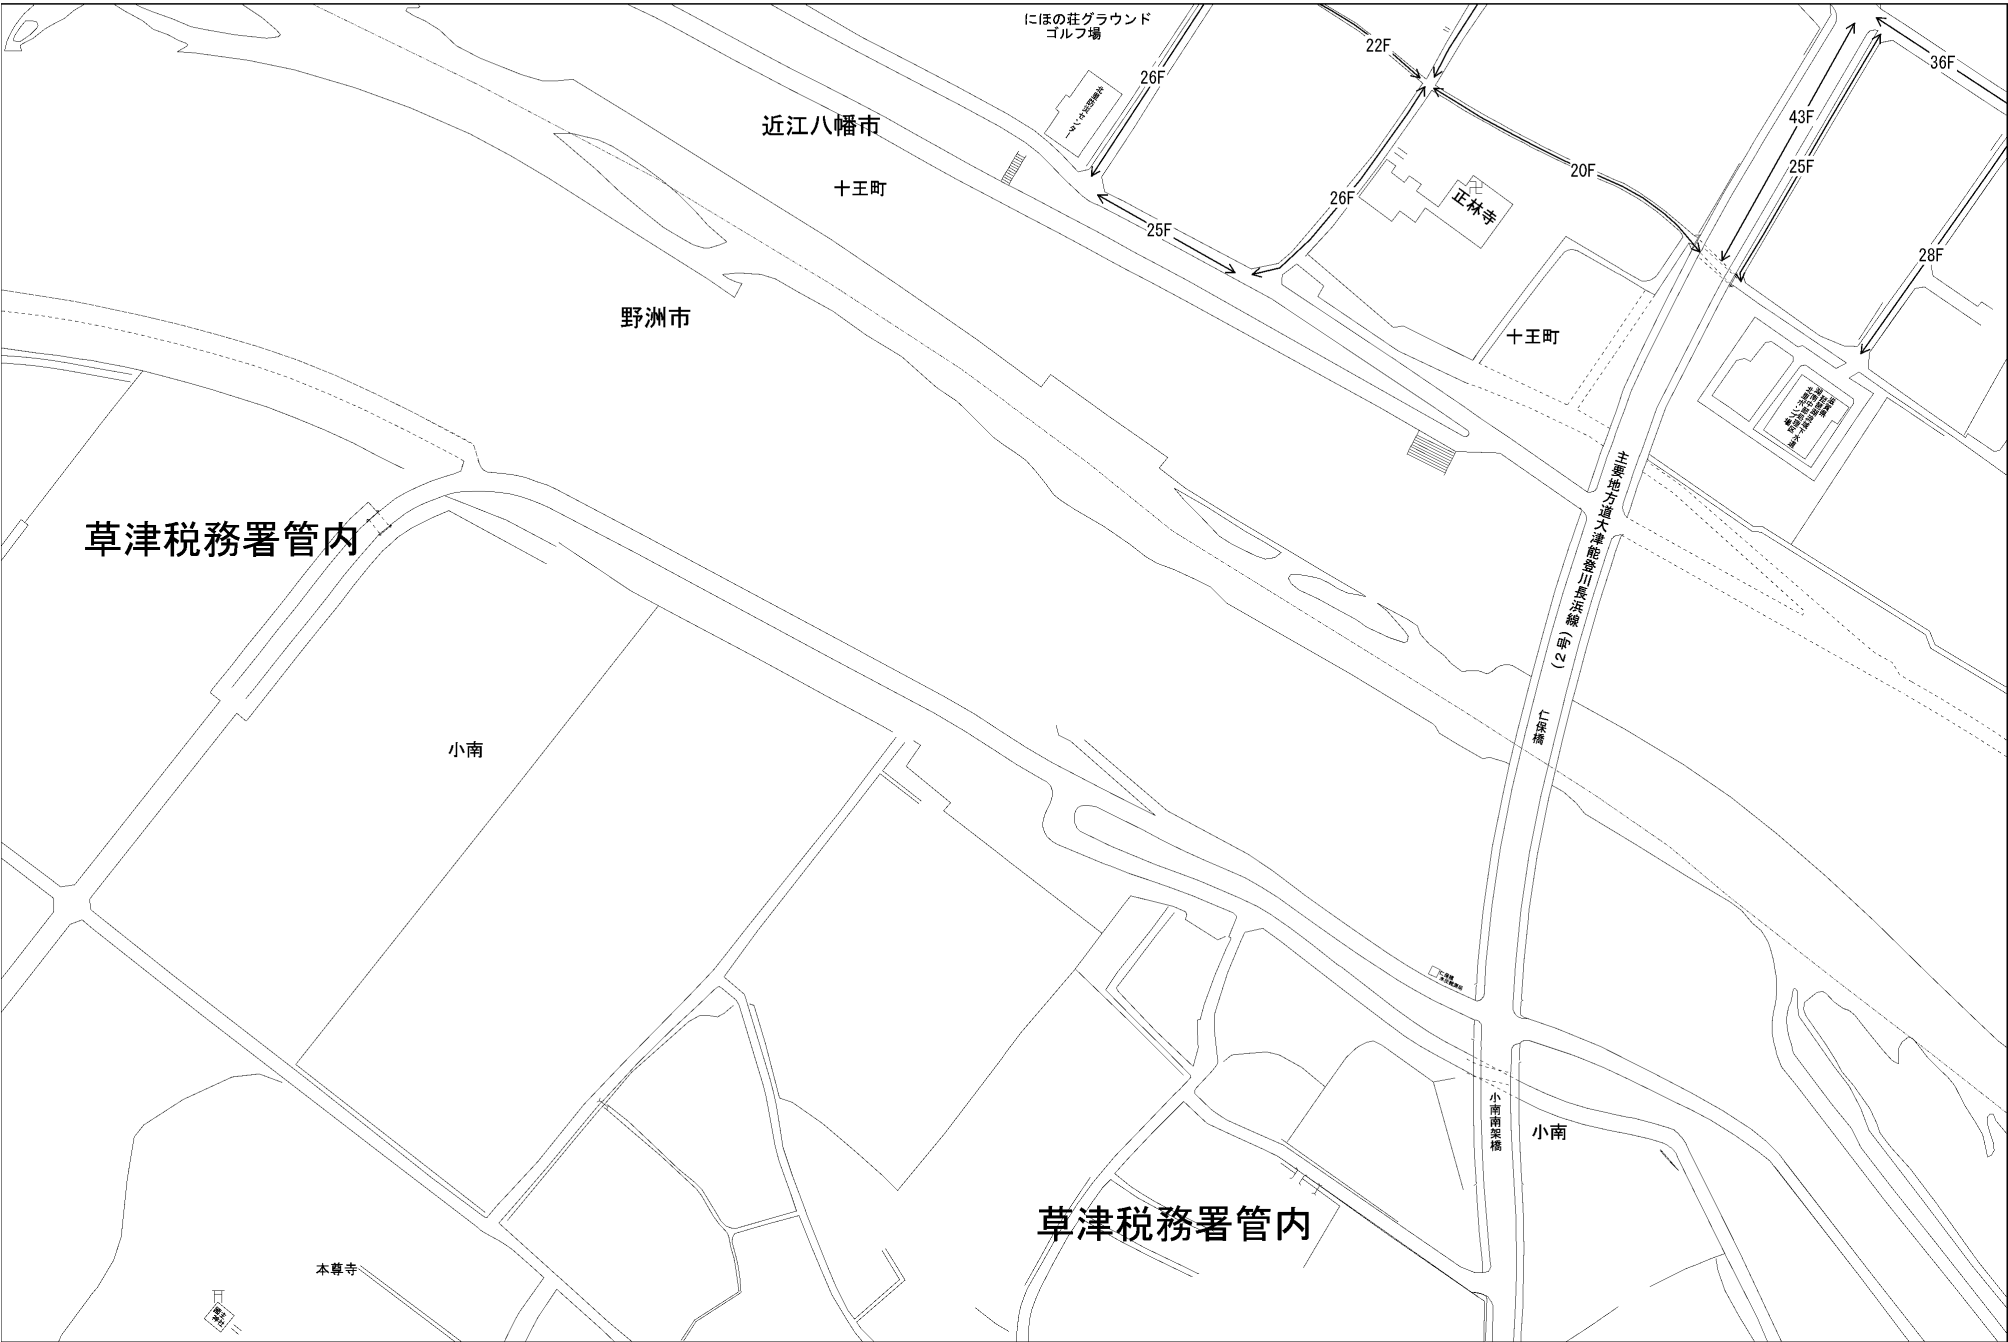 にほの荘グラウンド
ゴルフ場
22F
36F
26F
43F
近江八幡市
20F
25F
十王町
26F
正林寺
25F
28F
野洲市
十王町
主要地方道大津能登川長浜線
(2号)
草津税務署管内
仁保橋
小南
小南南架橋
小南
草津税務署管内
本尊寺